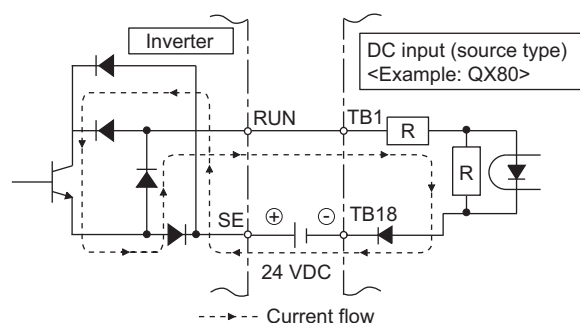 Inverter
DC input (source type)
<Example: QX80>
RUN
TB1
R
R
SE
⊕
⊖
TB18
24 VDC
Current flow